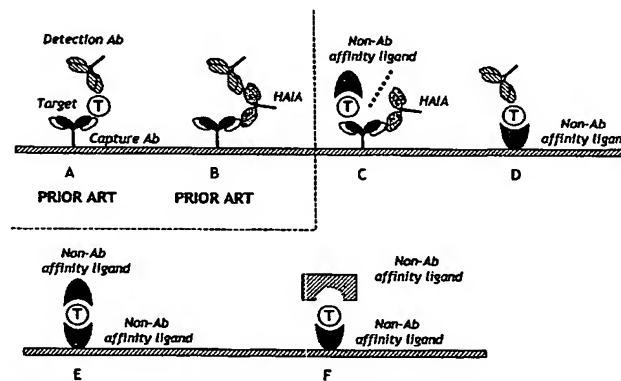 Detection Ab
Target
T
Capture Ab
A
PRIOR ART
HAIA
B
PRIOR ART
Non-Ab
affinity ligand
T
HAIA
C
T
Non-Ab
affinity ligand
D
Non-Ab
affinity ligand
T
Non-Ab
affinity ligand
E
Non-Ab
affinity ligand
T
Non-Ab
affinity ligand
F